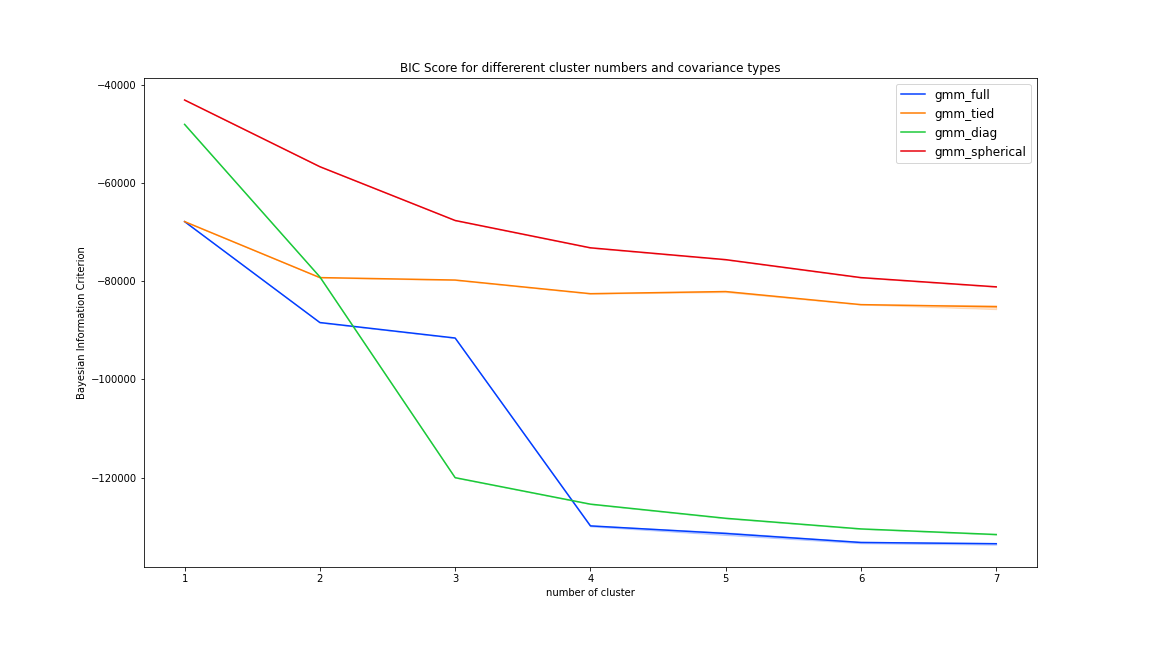 BIC Score for differerent cluster numbers and covariance types
−40000
−60000
−80000
−100000
−120000
Bayesian Information Criterion
gmm_full
gmm_tied
gmm_diag
gmm_spherical
1 2 3 4 5 6 7
number of cluster